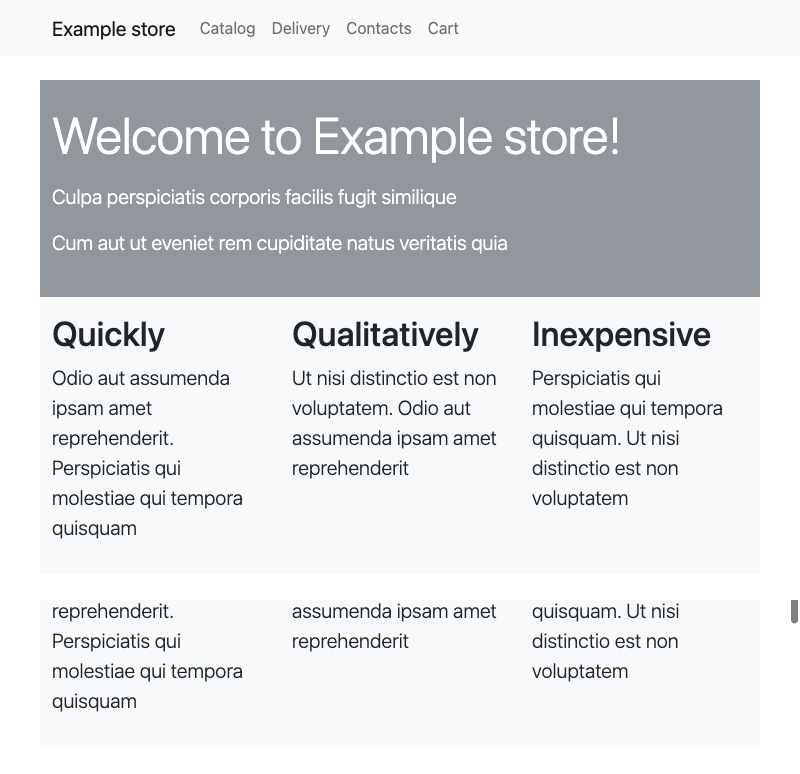 Example store Catalog Delivery Contacts Cart
Welcome to Example store!
Culpa perspiciatis corporis facilis fugit similique
Cum aut ut eveniet rem cupiditate natus veritatis quia
Quickly
Odio aut assumenda
ipsam amet
reprehenderit.
Perspiciatis qui
molestiae qui tempora
quisquam
Qualitatively
Ut nisi distinctio est non
voluptatem. Odio aut
assumenda ipsam amet
reprehenderit
Inexpensive
Perspiciatis qui
molestiae qui tempora
quisquam. Ut nisi
distinctio est non
voluptatem
reprehenderit.
Perspiciatis qui
molestiae qui tempora
quisquam
assumenda ipsam amet
reprehenderit
quisquam. Ut nisi
distinctio est non
voluptatem